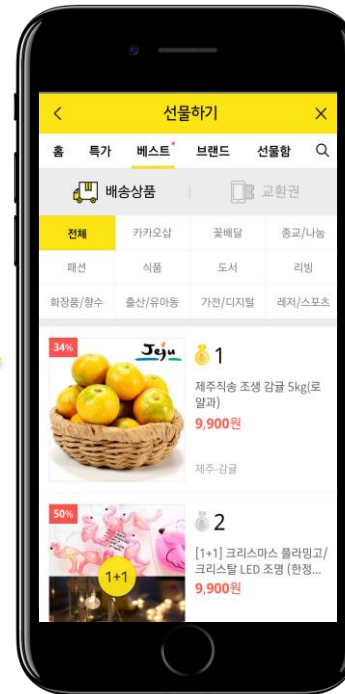 선물하기
홈 특가 베스트 브랜드 선물함
배송상품 교환권
전체 카카오샵 꽃배달 종교/나눔
패션 식품 도서 리빙
화장품/향수 출산/유아동 가전/디지털 레저/스포츠
34%
Jeju
1
제주직송 조생 감귤 5kg(로
얄과)
9,900원
제주-감귤
50%
1+1
2
[1+1] 크리스마스 플라밍고/
크리스탈 LED 조명 (한정...
9,900원